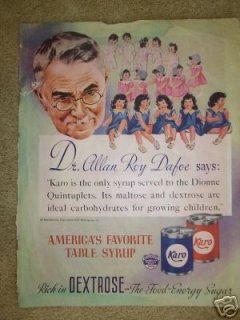 Dr. Allan Roy Dafoe says:
"Karo is the only syrup served to the Dionne
Quintuplets. Its maltose and dextrose are
ideal carbohydrates for growing children."
AMERICA'S FAVORITE
TABLE SYRUP
Karo
Karo
Rich in DEXTROSE—The Food-Energy Sugar